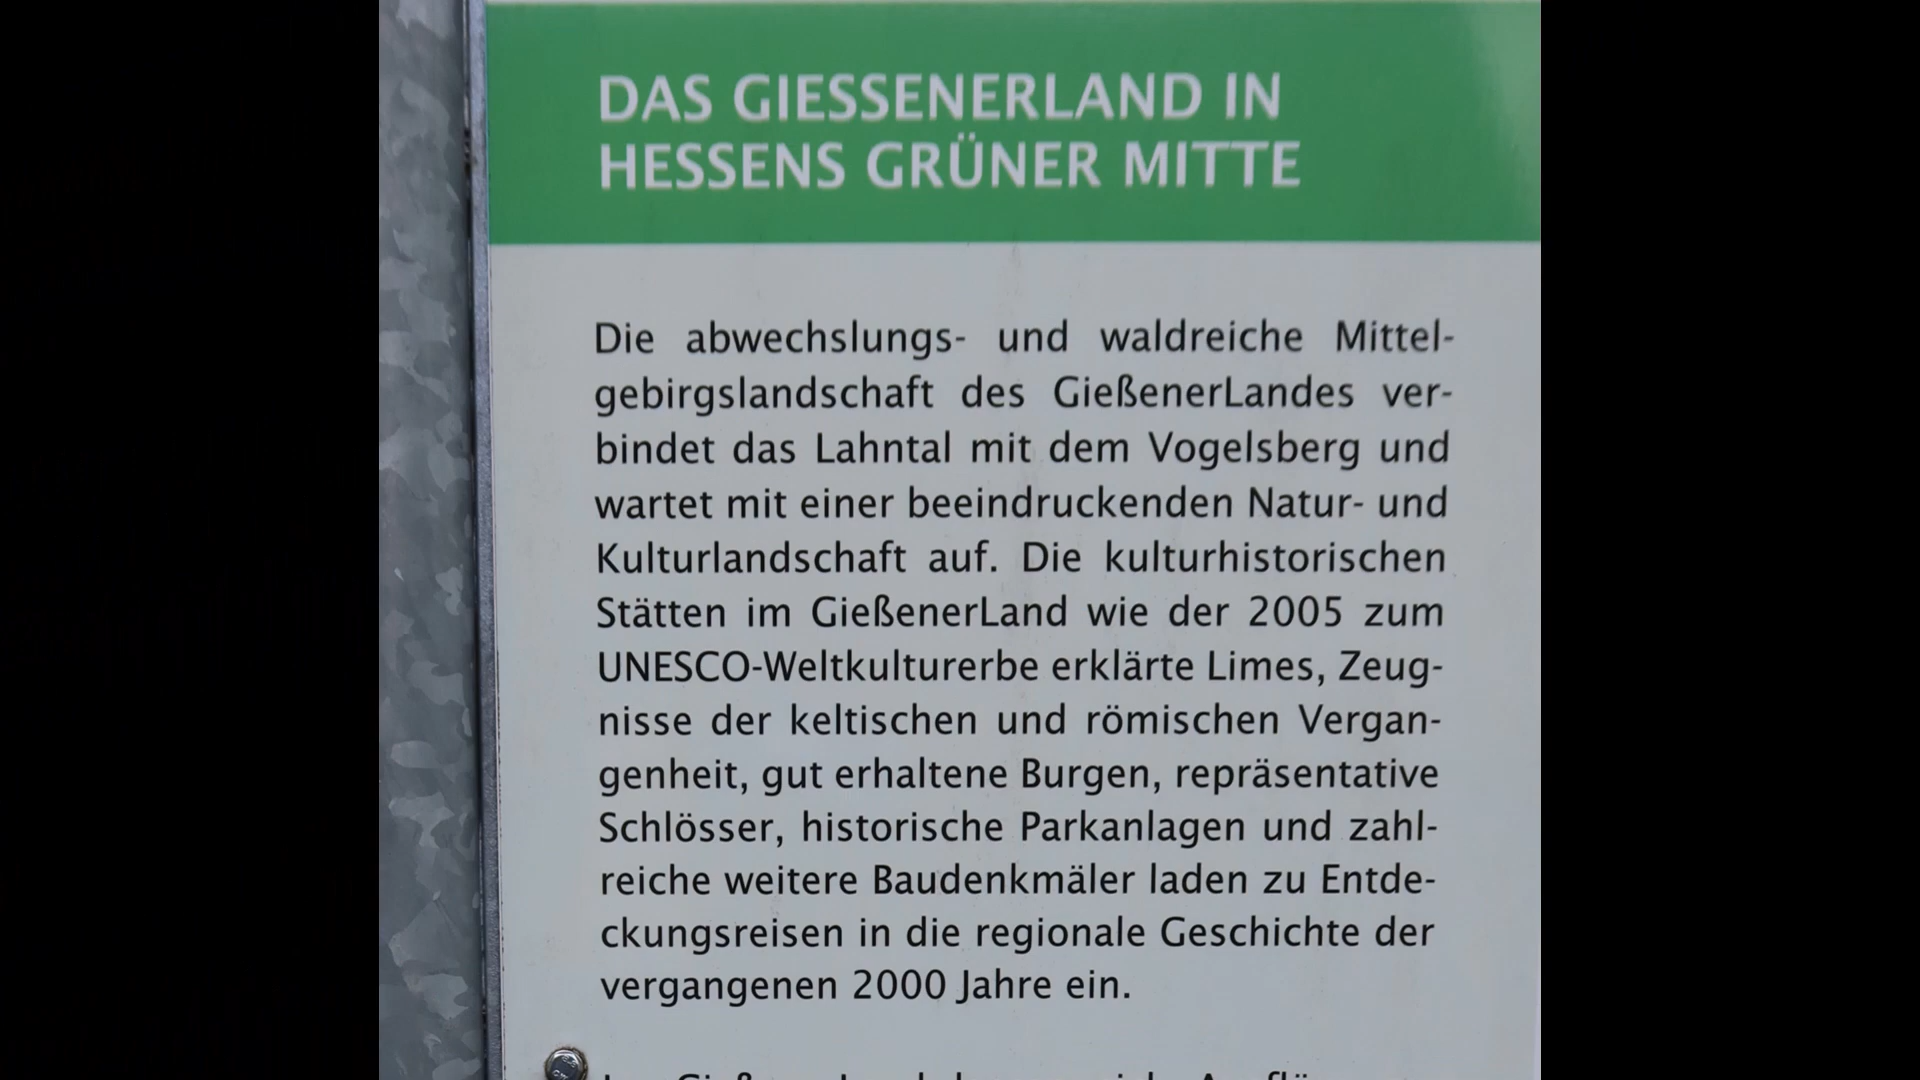 DAS GIESSENERLAND IN
HESSENS GRÜNER MITTE
Die abwechslungs- und waldreiche Mittel-
gebirgslandschaft des GießenerLandes ver-
bindet das Lahntal mit dem Vogelsberg und
wartet mit einer beeindruckenden Natur- und
Kulturlandschaft auf. Die kulturhistorischen
Stätten im GießenerLand wie der 2005 zum
UNESCO-Weltkulturerbe erklärte Limes, Zeug-
nisse der keltischen und römischen Vergan-
genheit, gut erhaltene Burgen, repräsentative
Schlösser, historische Parkanlagen und zahl-
reiche weitere Baudenkmäler laden zu Entde-
ckungsreisen in die regionale Geschichte der
vergangenen 2000 Jahre ein.